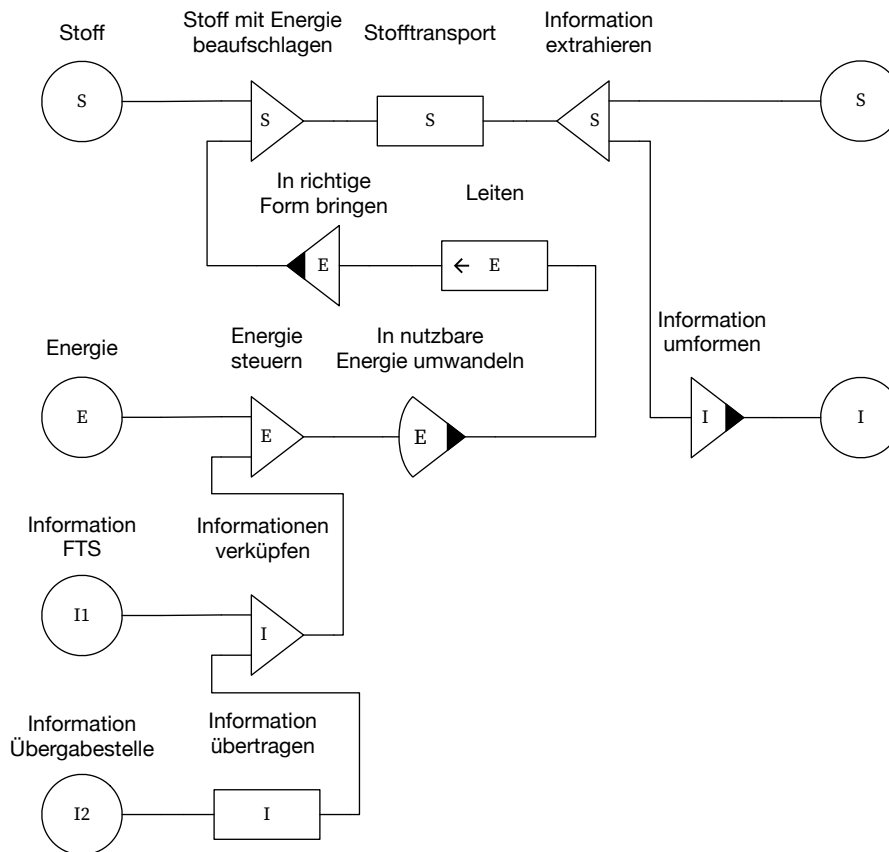 Stoff
Stoff mit Energie
beaufschlagen
Stofftransport
Information
extrahieren
S
S
S
S
S
In richtige
Form bringen
Leiten
E
← E
Energie
Energie
steuern
In nutzbare
Energie umwandeln
Information
umformen
E
E
E
I
I
Information
FTS
Informationen
verküpfen
I1
I
Information
Übergabestelle
Information
übertragen
I2
I